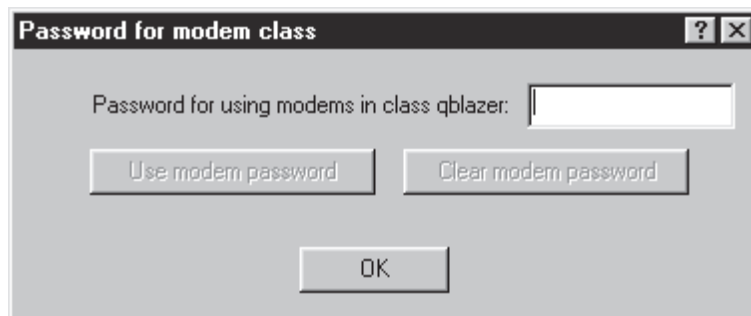 Password for modem class
Password for using modems in class qblazer:
Use modem password Clear modem password
OK